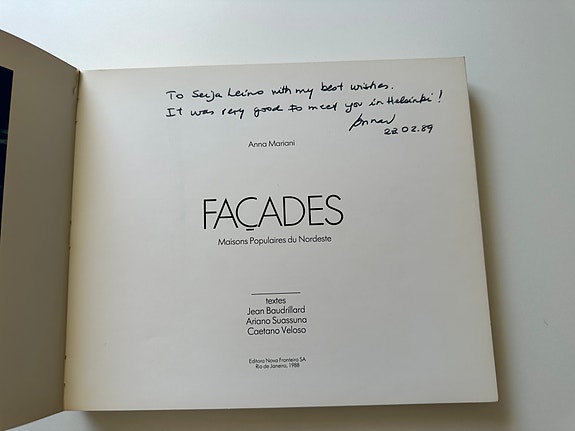 To Seija Leino with my best wishes.
It was very good to meet you in Helsinki!
Anna
23 02.89
Anna Mariani
FAÇADES
Maisons Populaires du Nordeste
textes
Jean Baudrillard
Ariano Suassuna
Caetano Veloso
Editora Nova Fronteira SA
Rio de Janeiro, 1988